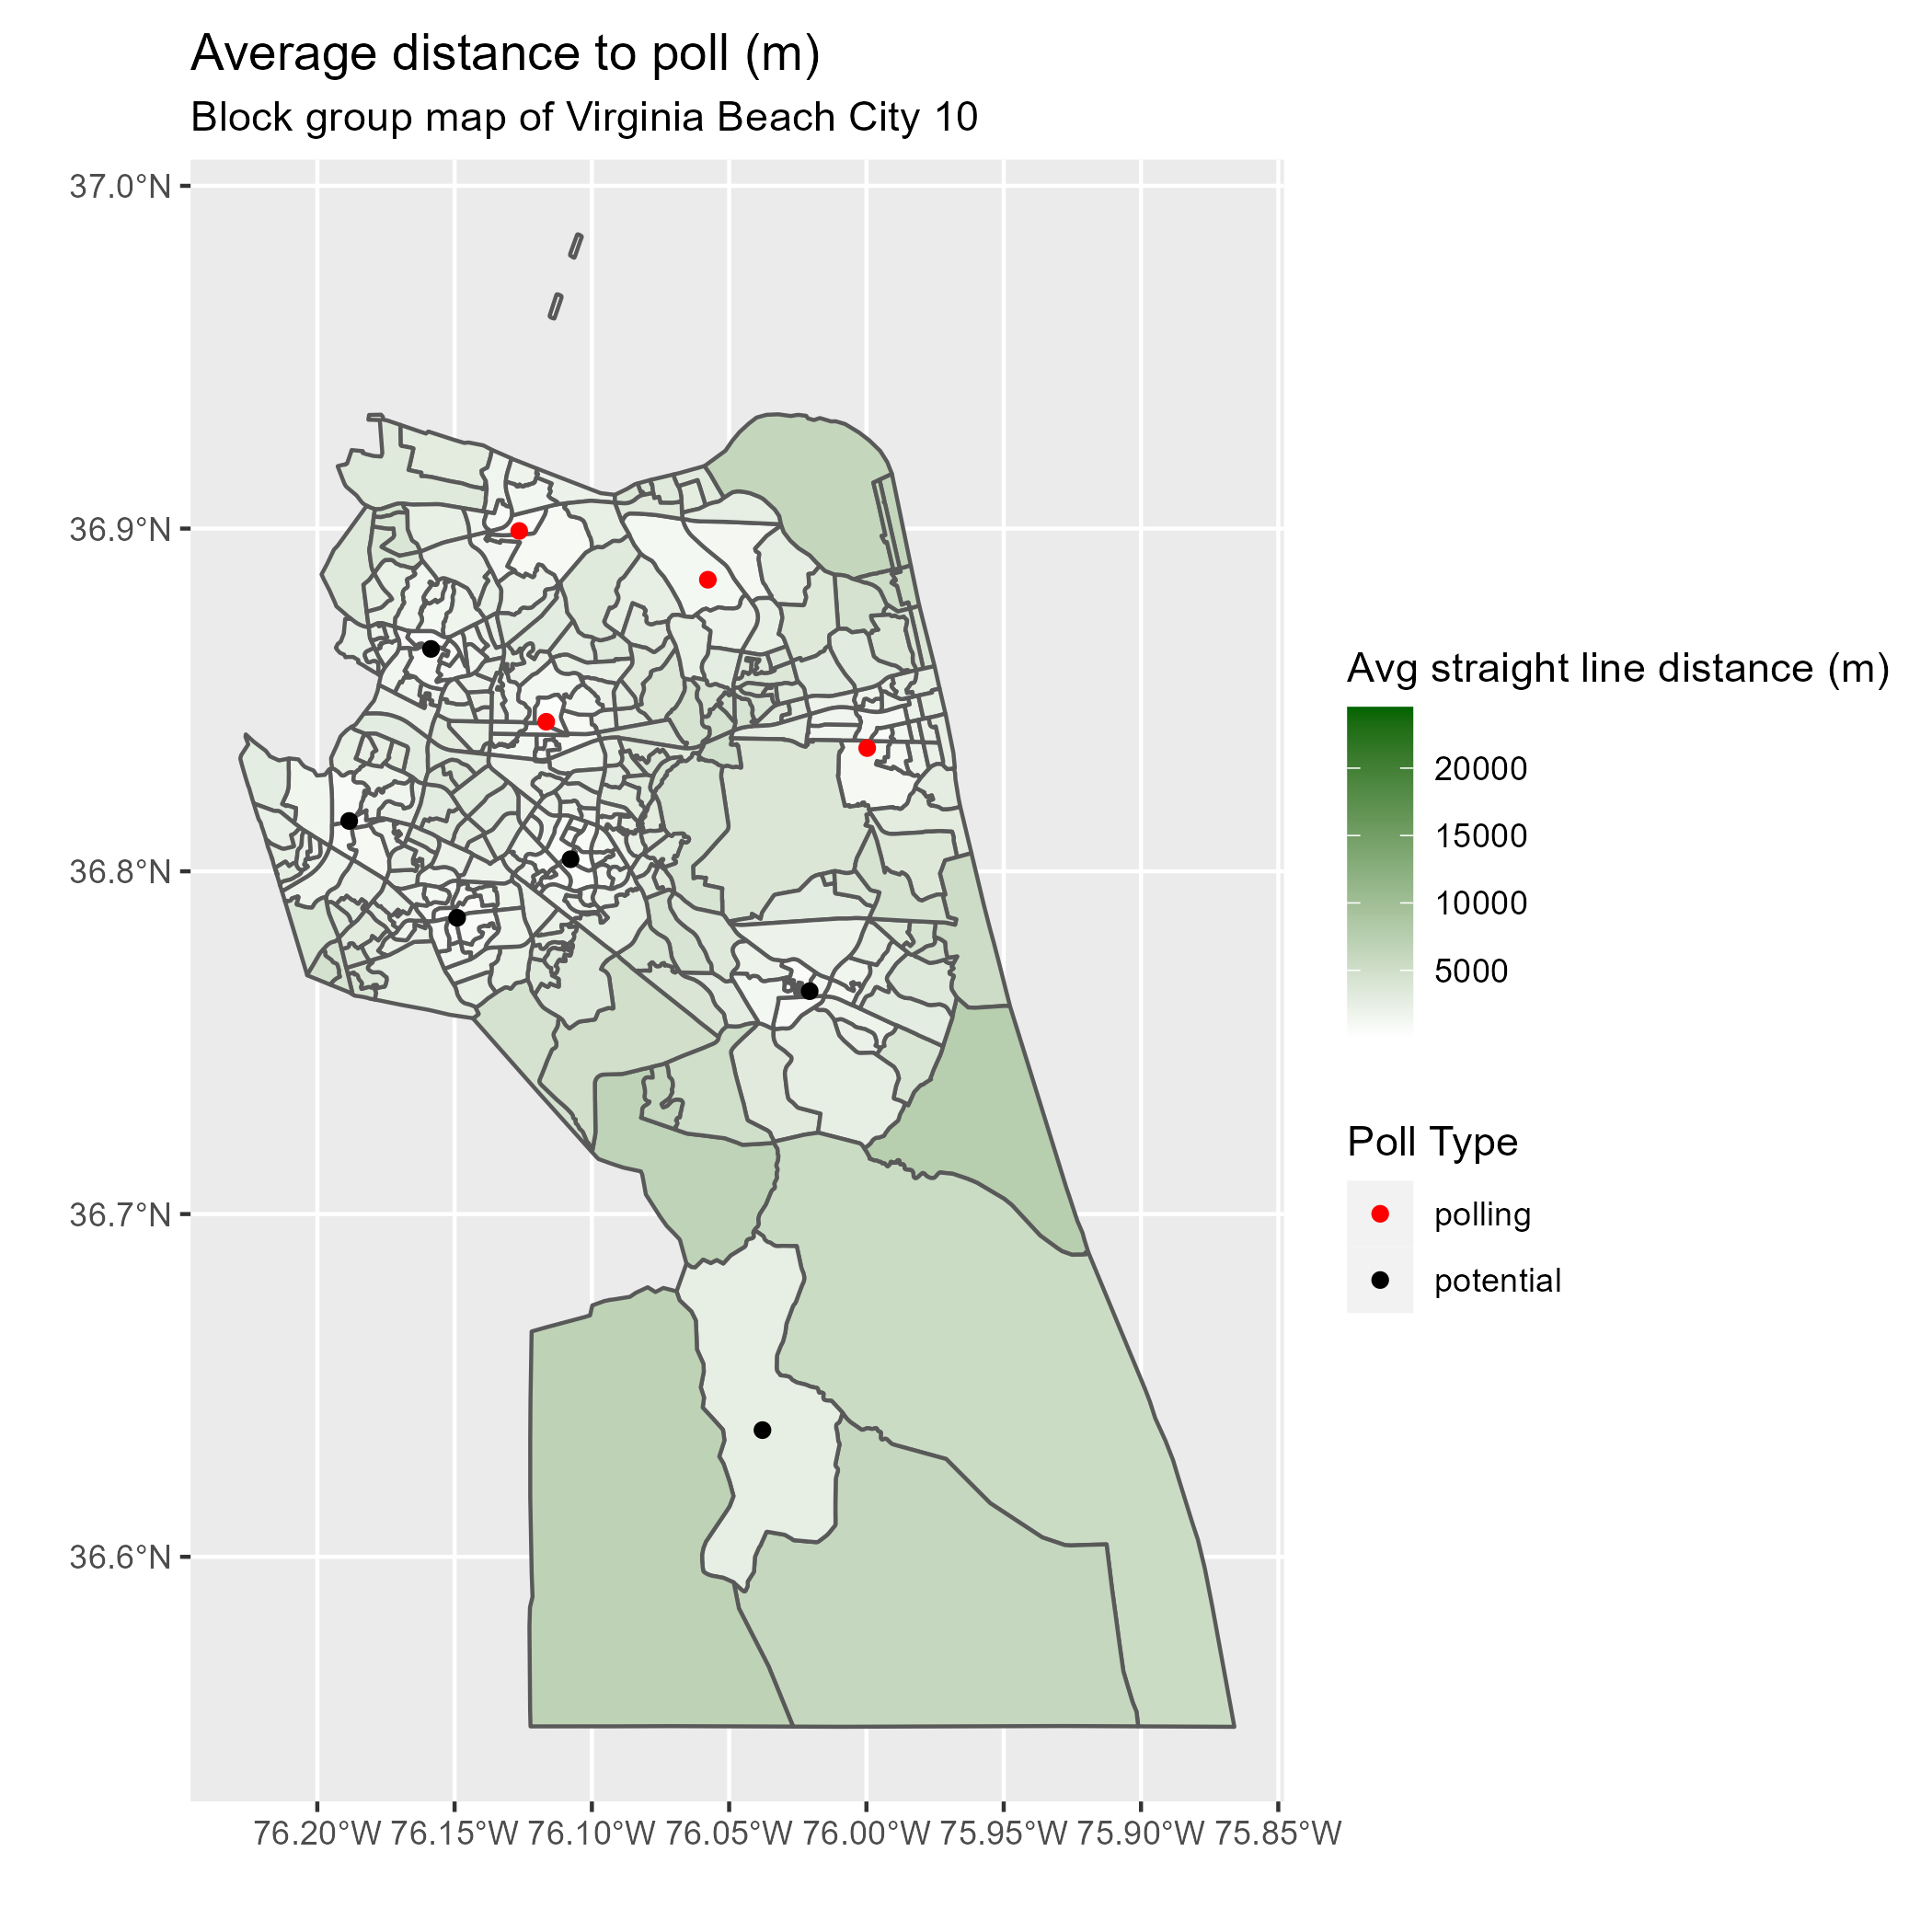 Average distance to poll (m)
Block group map of Virginia Beach City 10
37.0°N
36.9°N
36.8°N
36.7°N
36.6°N
76.20°W 76.15°W 76.10°W 76.05°W 76.00°W 75.95°W 75.90°W 75.85°W
Avg straight line distance (m)
20000
15000
10000
5000
Poll Type
polling
potential